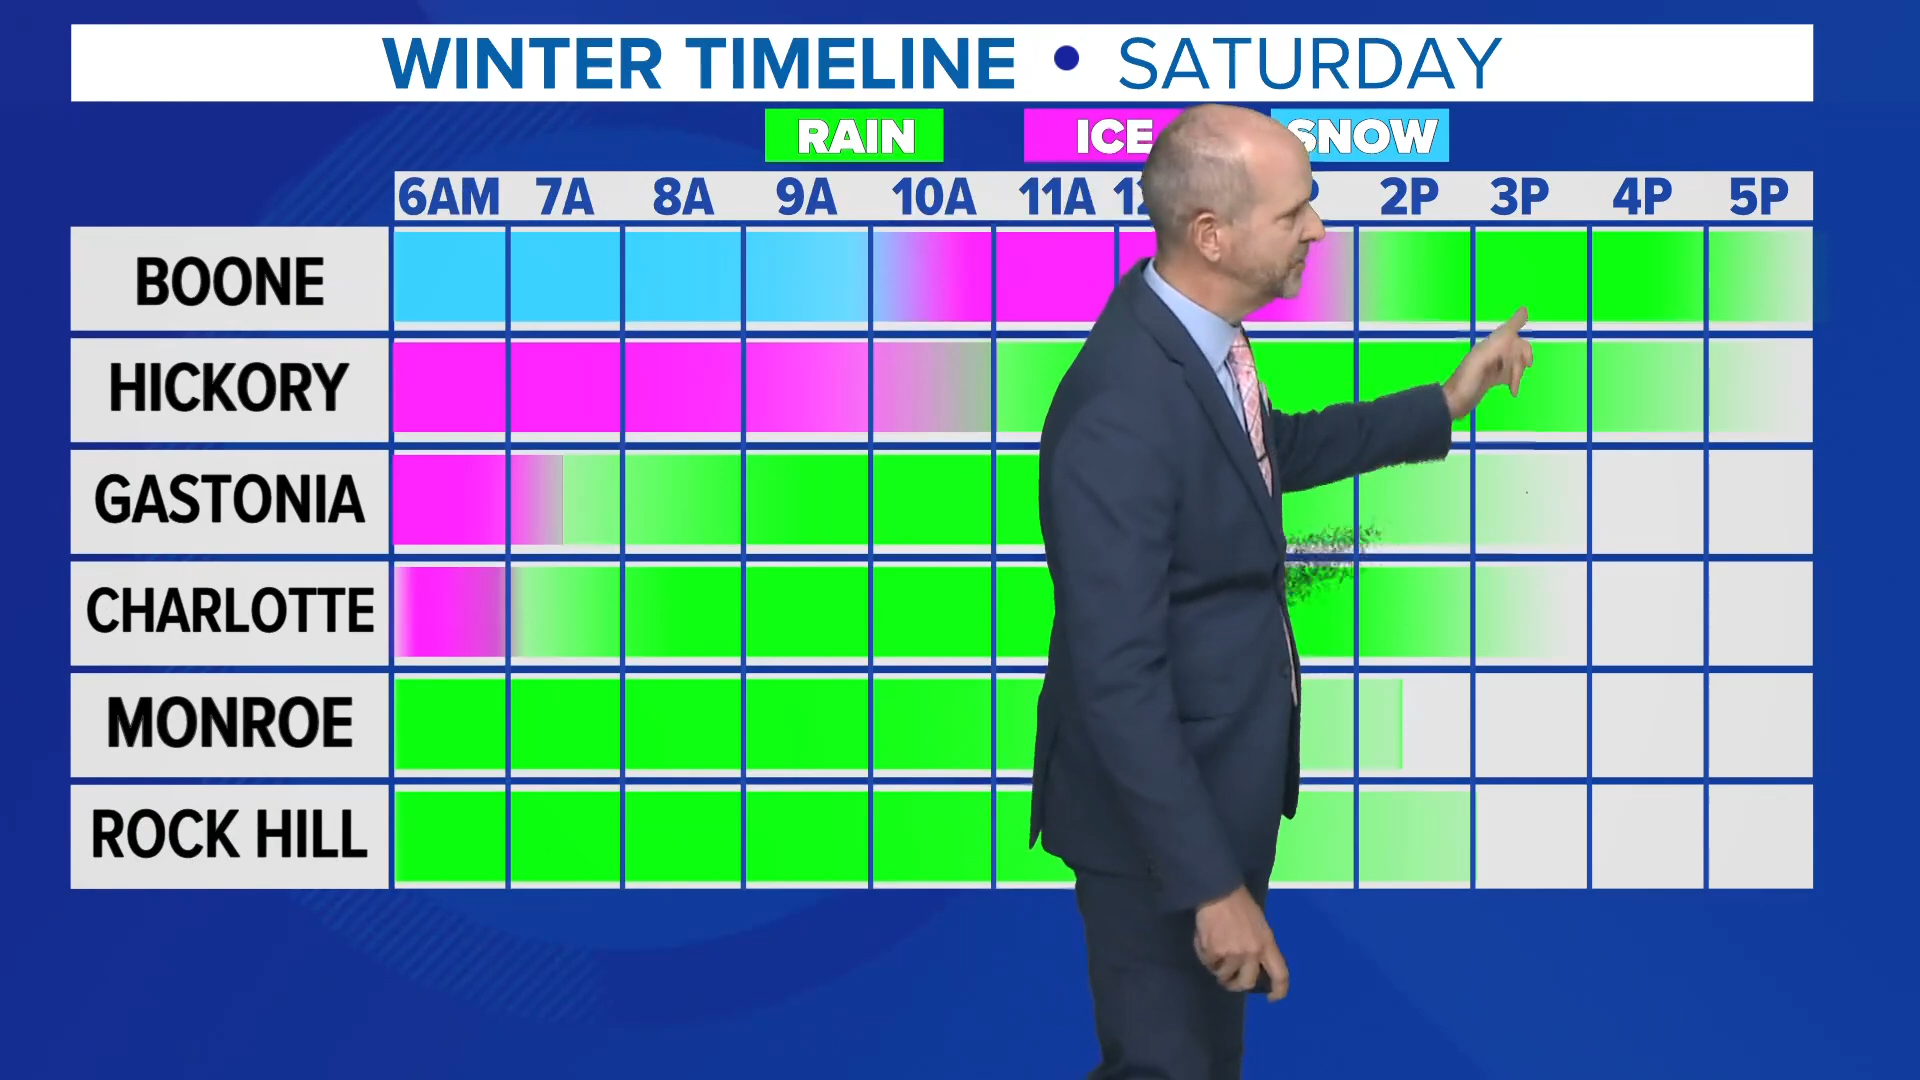 WINTER TIMELINE • SATURDAY
RAIN ICE SNOW
6AM 7A 8A 9A 10A 11A 2P 3P 4P 5P
BOONE
HICKORY
GASTONIA
CHARLOTTE
MONROE
ROCK HILL